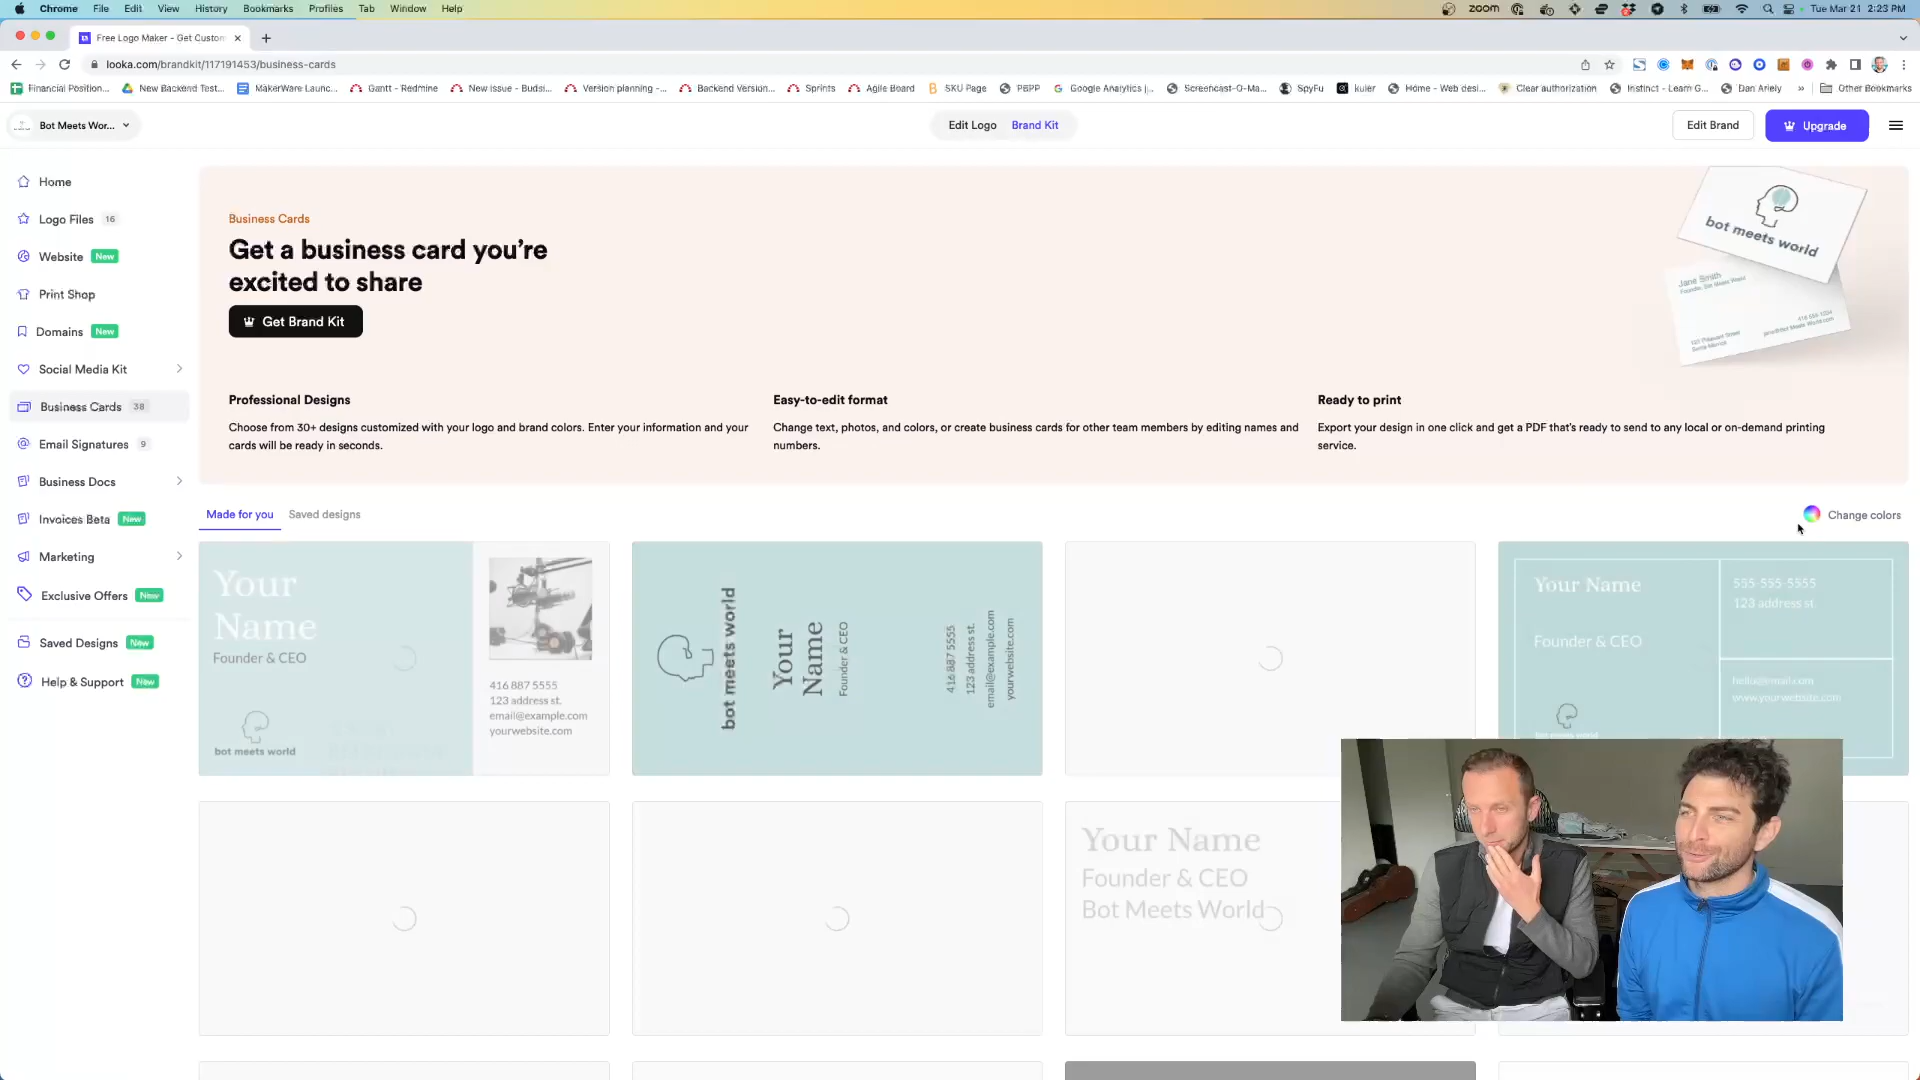 Chrome File Edit View History Bookmarks Profiles Tab Window Help
zoom
Tue Mar 21 2:23 PM
Free Logo Maker - Get Custom
looka.com/brandkit/117191453/business-cards
Financial Position... New Backend Test... MakerWare Launc... Gantt - Redmine New Issue - Budsi... Version planning -... Backend Version... Sprints Agile Board SKU Page PBPP Google Analytics |... Screencast-O-Ma... SpyFu kuler Home - Web desi... Clear authorization Instinct - Learn G... Dan Ariely » Other Bookmarks
Bot Meets Wor...
Edit Logo Brand Kit
Edit Brand
Upgrade
Home
Logo Files 16
Website New
Print Shop
Domains New
Social Media Kit
Business Cards 38
Email Signatures 9
Business Docs
Invoices Beta New
Marketing
Exclusive Offers New
Saved Designs New
Help & Support New
Business Cards
Get a business card you're
excited to share
Get Brand Kit
bot meets world
Jane Smith
Founder, Bot Meets World
Professional Designs
Choose from 30+ designs customized with your logo and brand colors. Enter your information and your
cards will be ready in seconds.
Easy-to-edit format
Change text, photos, and colors, or create business cards for other team members by editing names and
numbers.
Ready to print
Export your design in one click and get a PDF that's ready to send to any local or on-demand printing
service.
Made for you
Saved designs
Change colors
Your
Name
Founder & CEO
bot meets world
416 887 5555
123 address st.
email@example.com
yourwebsite.com
bot meets world
Your
Name
Founder & CEO
416 887 5555
123 address st.
email@example.com
yourwebsite.com
Your Name
Founder & CEO
555-555-5555
123 address st.
hello@email.com
www.yourwebsite.com
Your Name
Founder & CEO
Bot Meets World